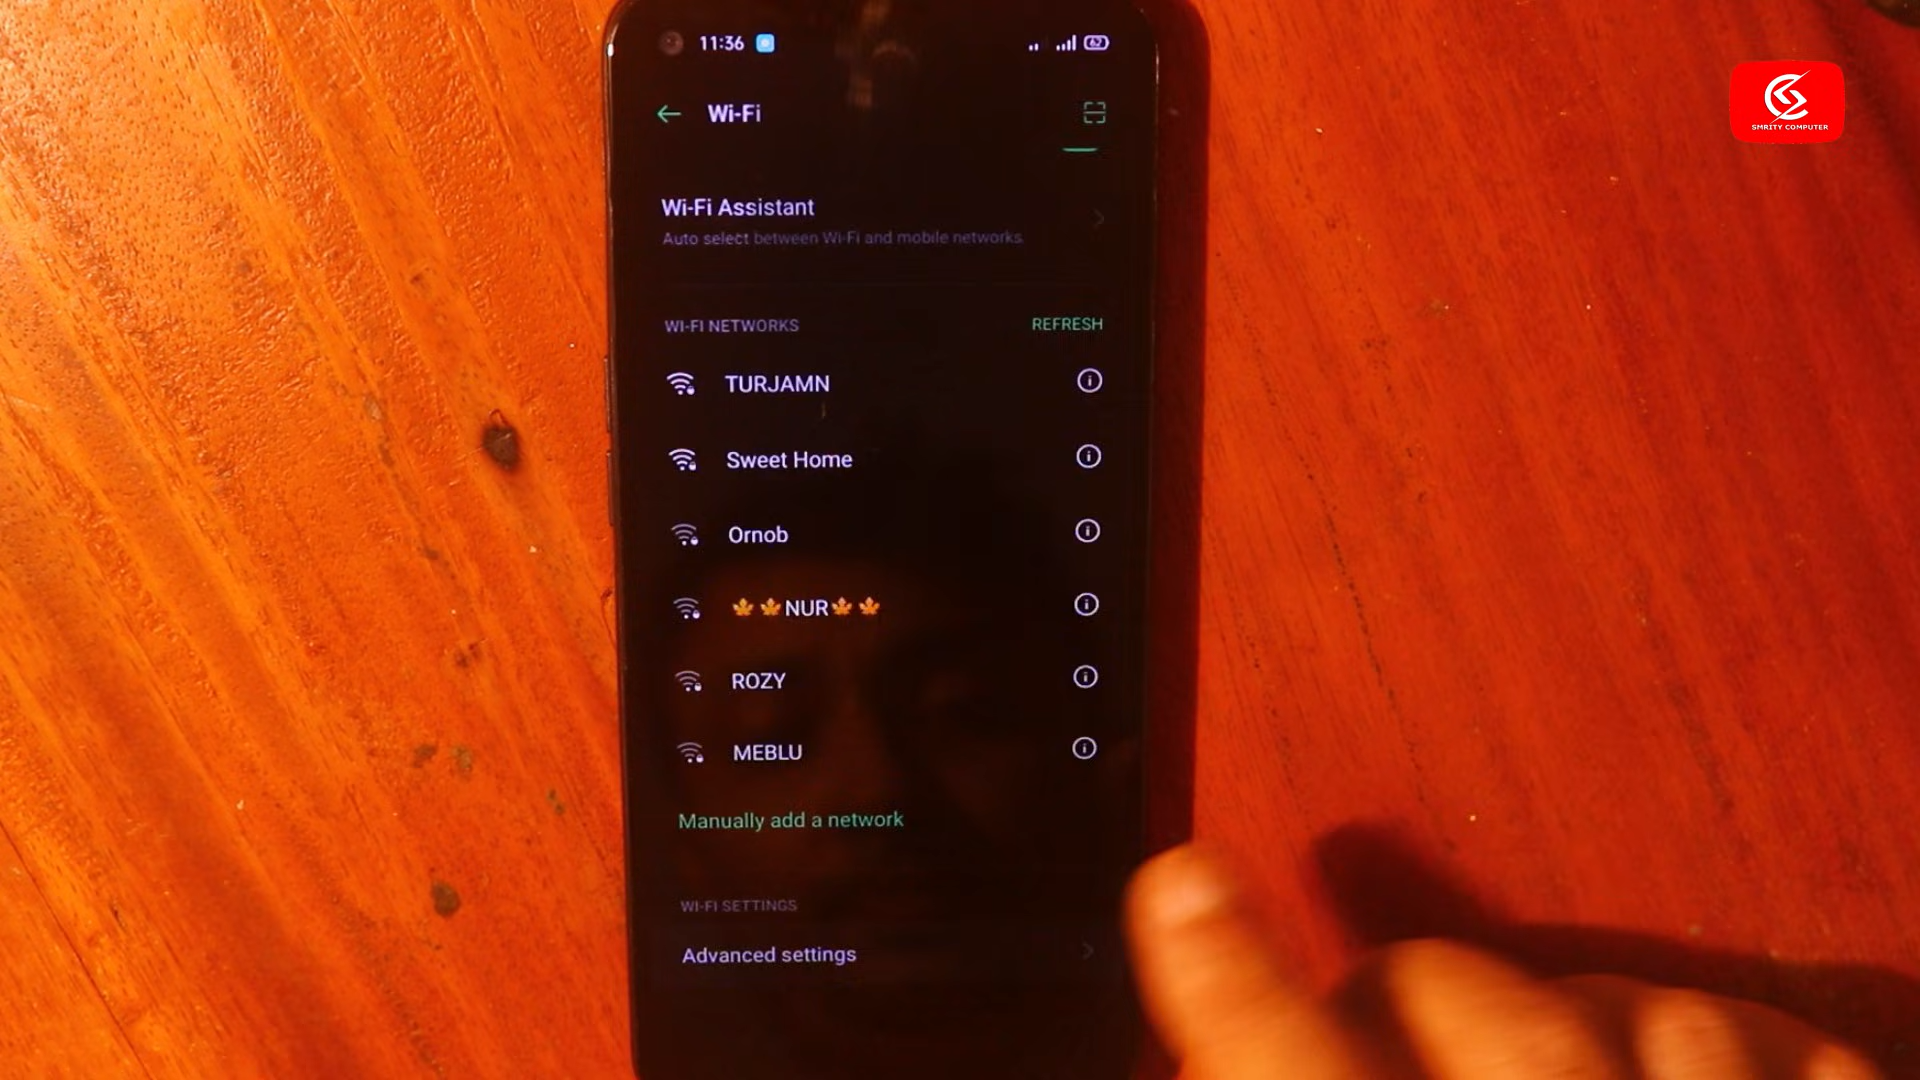 11:36
62
Wi-Fi
Wi-Fi Assistant
Auto select between Wi-Fi and mobile networks
WI-FI NETWORKS
REFRESH
TURJAMN
Sweet Home
Ornob
🍁🍁NUR🍁🍁
ROZY
MEBLU
Manually add a network
WI-FI SETTINGS
Advanced settings
SMRITY COMPUTER